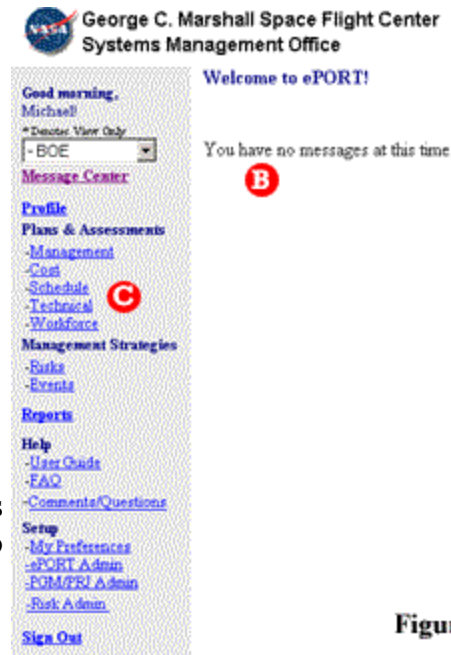 NASA
George C. Marshall Space Flight Center
Systems Management Office
Good morning,
Michael!
*Denotes View Only
- BOE
Message Center
Profile
Plans & Assessments
-Management
-Cost
-Schedule
-Technical
-Workforce
Management Strategies
-Risks
-Events
Reports
Help
-User Guide
-FAQ
-Comments/Questions
Setup
-My Preferences
-ePORT Admin
-PGM/PRJ Admin
-Risk Admin
Sign Out
Welcome to ePORT!
You have no messages at this time
B
C
s
Figur